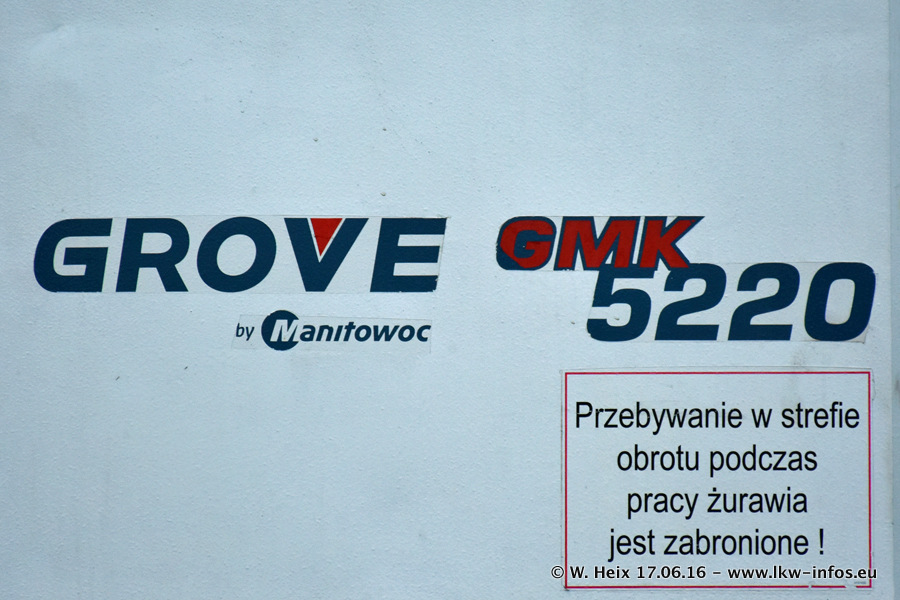 GROVE
by Manitowoc
GMK
5220
Przebywanie w strefie
obrotu podczas
pracy żurawia
jest zabronione !
© W. Heix 17.06.16 - www.lkw-infos.eu